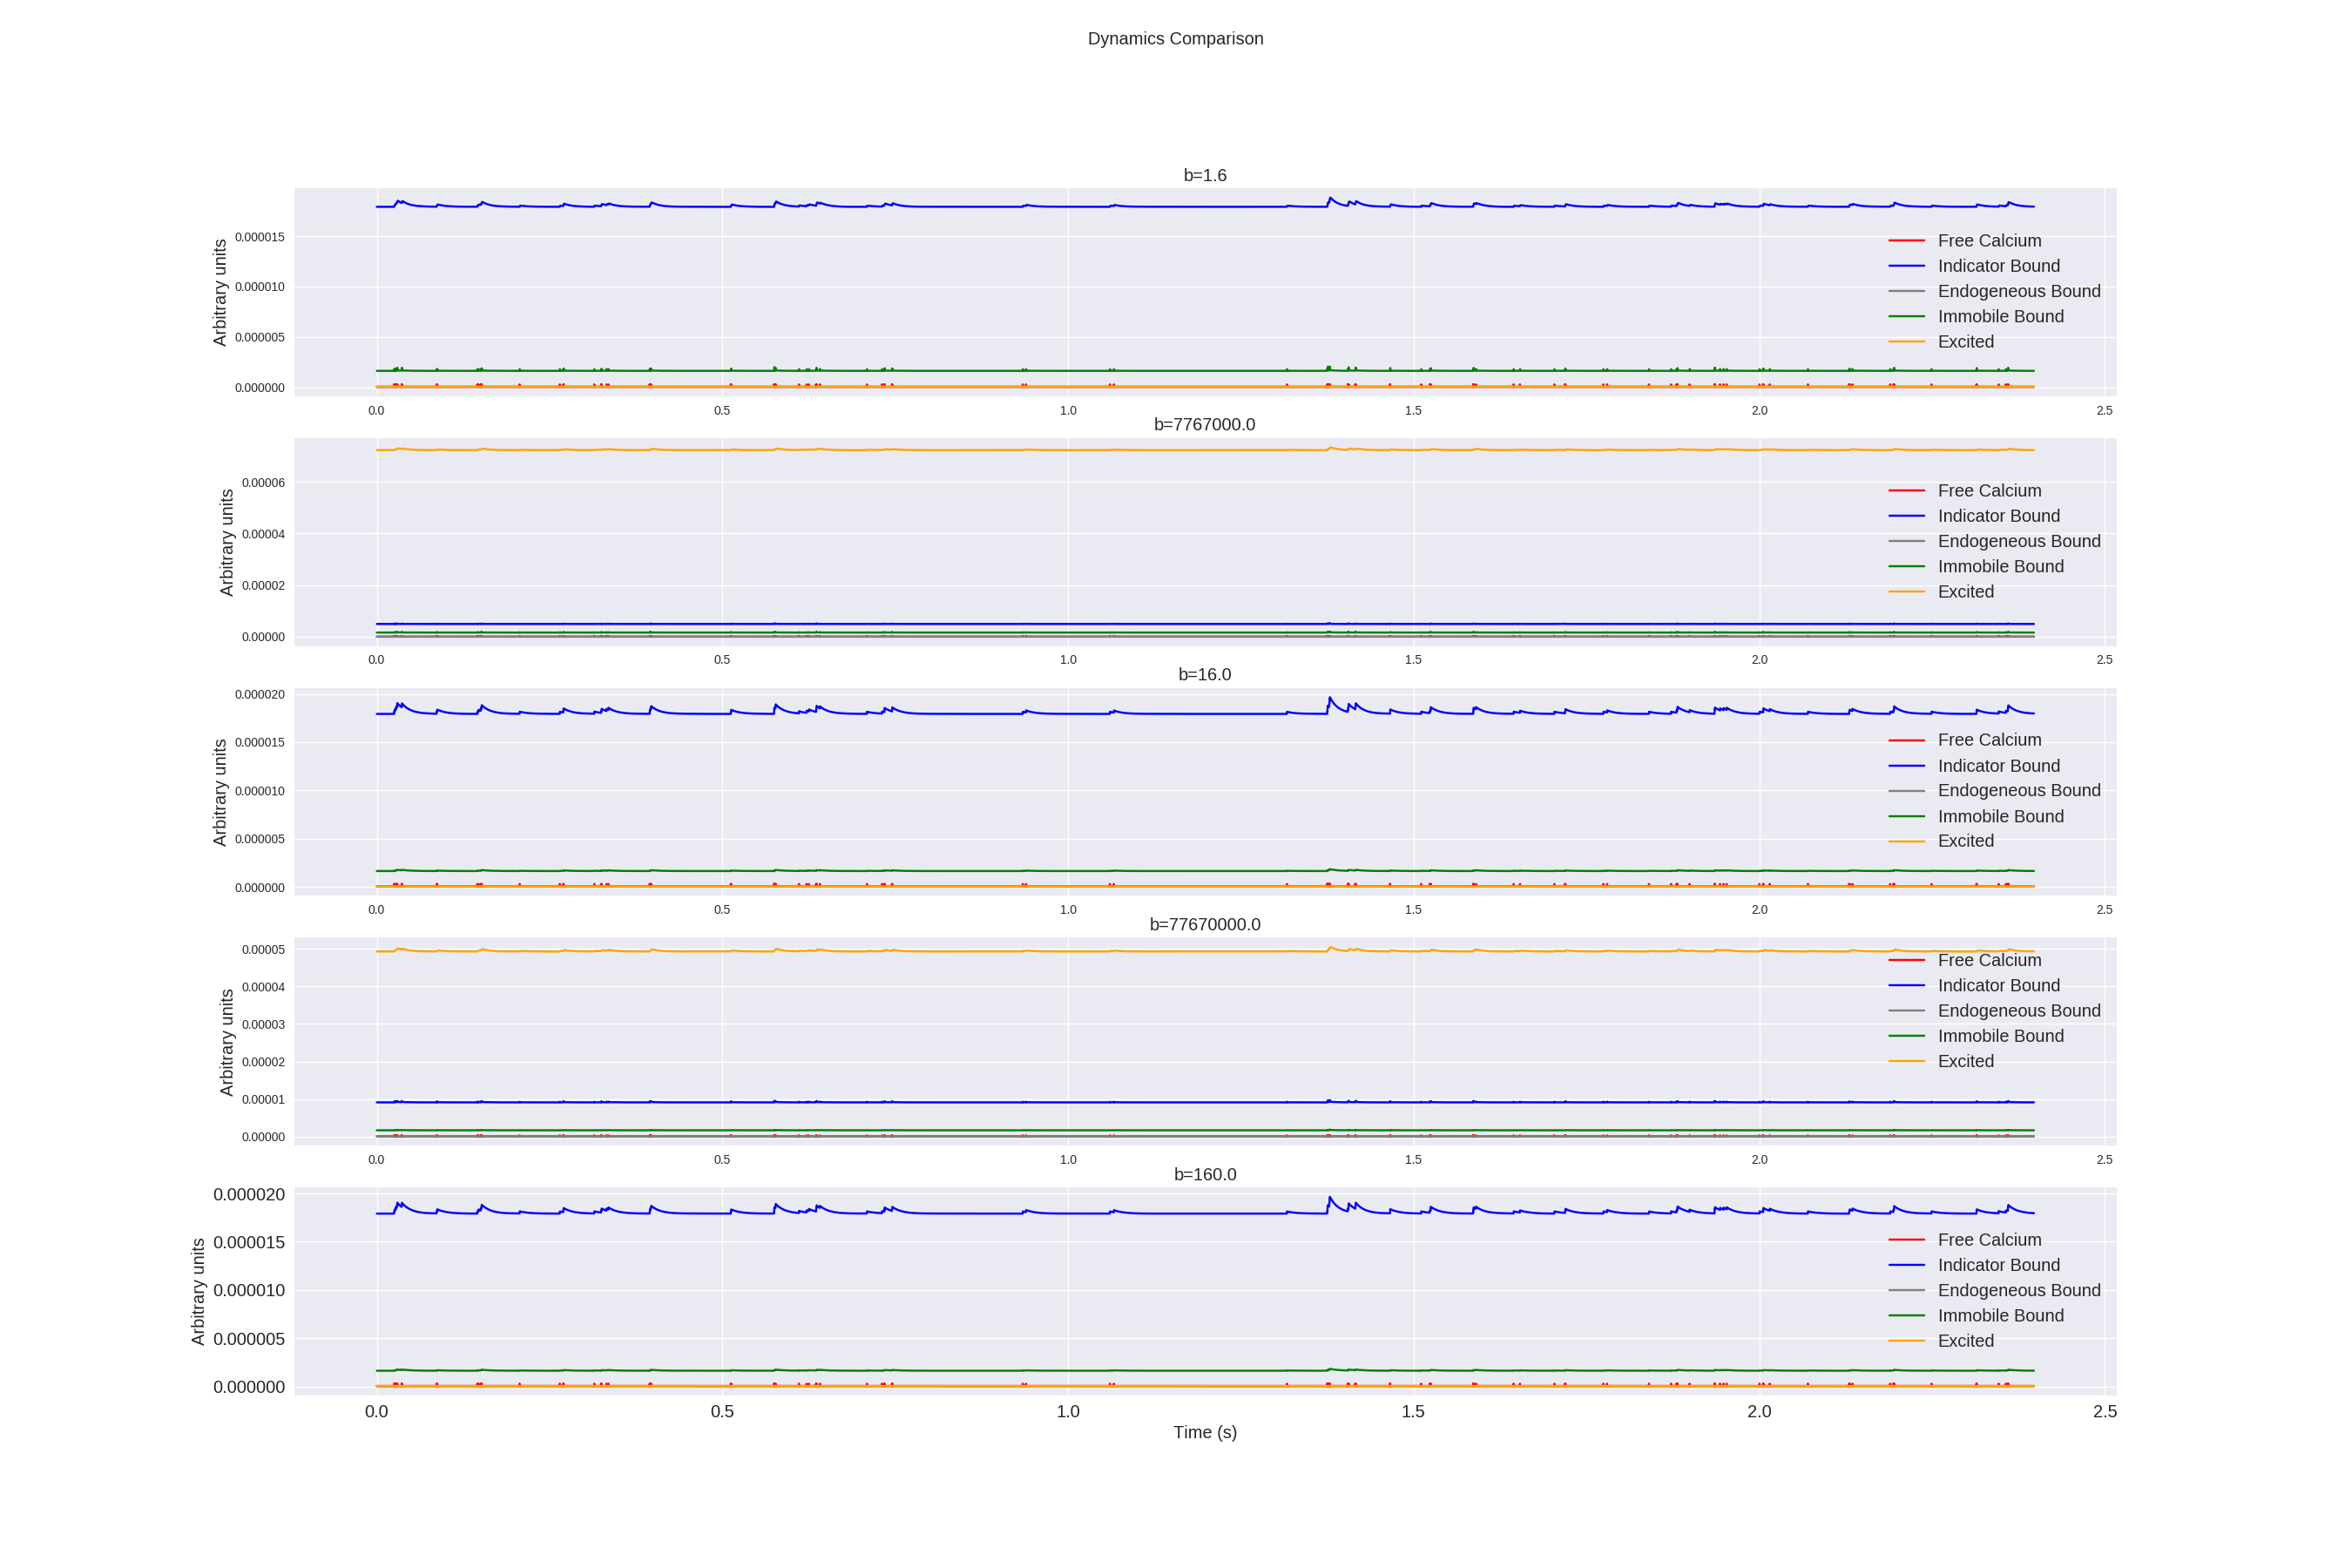 Dynamics Comparison
b=1.6
Arbitrary units
0.000015
0.000010
0.000005
0.000000
Free Calcium
Indicator Bound
Endogeneous Bound
Immobile Bound
Excited
0.0 0.5 1.0 1.5 2.0 2.5
b=7767000.0
Arbitrary units
0.00006
0.00004
0.00002
0.00000
Free Calcium
Indicator Bound
Endogeneous Bound
Immobile Bound
Excited
0.0 0.5 1.0 1.5 2.0 2.5
b=16.0
Arbitrary units
0.000020
0.000015
0.000010
0.000005
0.000000
Free Calcium
Indicator Bound
Endogeneous Bound
Immobile Bound
Excited
0.0 0.5 1.0 1.5 2.0 2.5
b=77670000.0
Arbitrary units
0.00005
0.00004
0.00003
0.00002
0.00001
0.00000
Free Calcium
Indicator Bound
Endogeneous Bound
Immobile Bound
Excited
0.0 0.5 1.0 1.5 2.0 2.5
b=160.0
Arbitrary units
0.000020
0.000015
0.000010
0.000005
0.000000
Free Calcium
Indicator Bound
Endogeneous Bound
Immobile Bound
Excited
0.0 0.5 1.0 1.5 2.0 2.5
Time (s)